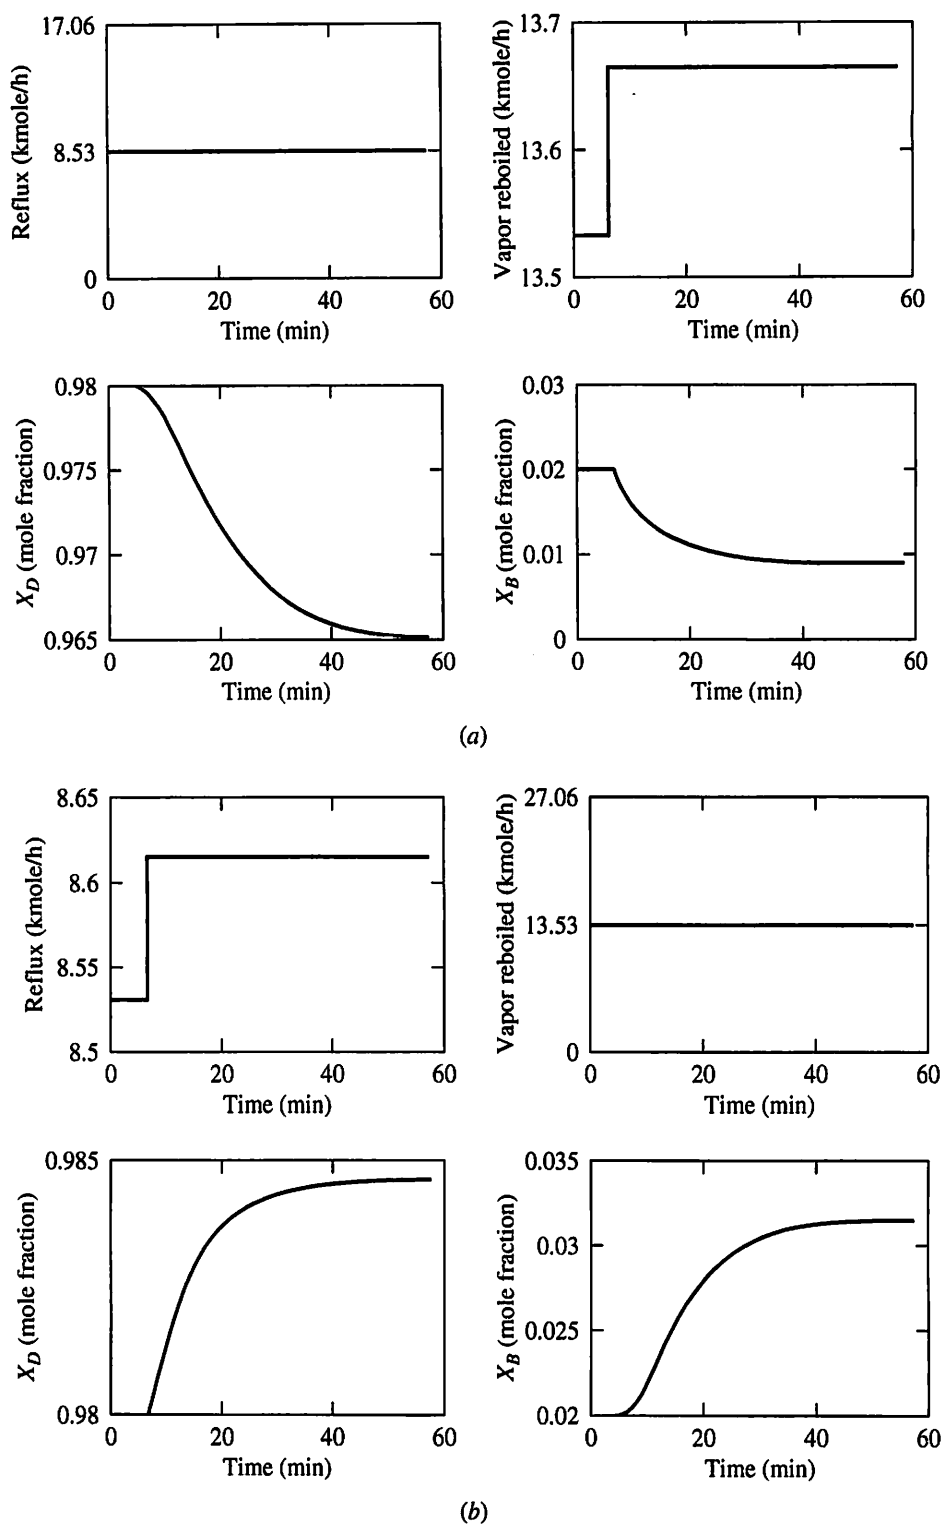 17.06
8.53
0
Reflux (kmole/h)
0 20 40 60
Time (min)
13.7
13.6
13.5
Vapor reboiled (kmole/h)
0 20 40 60
Time (min)
0.98
0.975
0.97
0.965
X_D (mole fraction)
0 20 40 60
Time (min)
0.03
0.02
0.01
0
X_B (mole fraction)
0 20 40 60
Time (min)
(a)
8.65
8.6
8.55
8.5
Reflux (kmole/h)
0 20 40 60
Time (min)
27.06
13.53
0
Vapor reboiled (kmole/h)
0 20 40 60
Time (min)
0.985
0.98
X_D (mole fraction)
0 20 40 60
Time (min)
0.035
0.03
0.025
0.02
X_B (mole fraction)
0 20 40 60
Time (min)
(b)